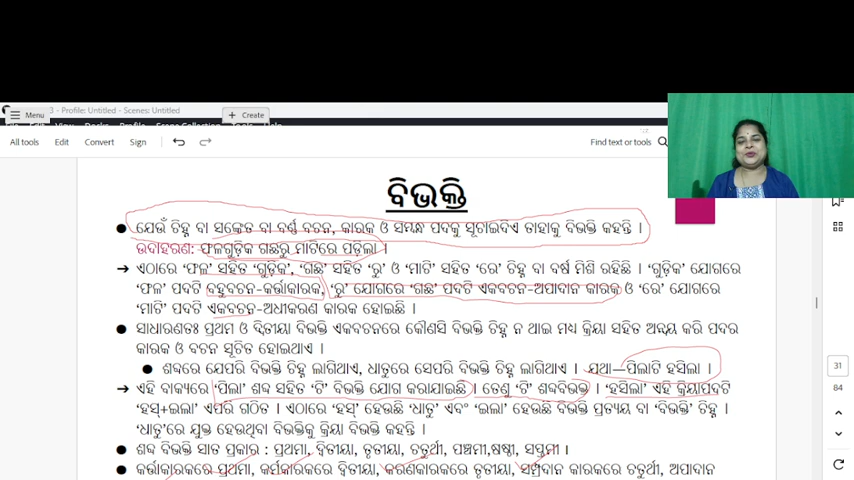 3 - Profile: Untitled - Scenes: Untitled
Menu
+ Create
All tools Edit Convert Sign Find text or tools
ବିଭକ୍ତି
● ଯେଉଁ ଚିହ୍ନ ବା ସଙ୍କେତ ବା ବର୍ଣ୍ଣ ବଚନ, କାରକ ଓ ସମ୍ବନ୍ଧ ପଦକୁ ସୂଚାଇଦିଏ ତାହାକୁ ବିଭକ୍ତି କହନ୍ତି ।
ଉଦାହରଣ: ଫଳଗୁଡ଼ିକ ଗଛରୁ ମାଟିରେ ପଡ଼ିଲା ।
➔ ଏଠାରେ ‘ଫଳ’ ସହିତ ‘ଗୁଡ଼ିକ’, ‘ଗଛ’ ସହିତ ‘ରୁ’ ଓ ‘ମାଟି’ ସହିତ ‘ରେ’ ଚିହ୍ନ ବା ବର୍ଣ୍ଣ ମିଶି ରହିଛି । ‘ଗୁଡ଼ିକ’ ଯୋଗରେ
‘ଫଳ’ ପଦଟି ବହୁବଚନ-କର୍ତ୍ତାକାରକ, ‘ରୁ’ ଯୋଗରେ ‘ଗଛ’ ପଦଟି ଏକବଚନ-ଅପାଦାନ କାରକ ଓ ‘ରେ’ ଯୋଗରେ
‘ମାଟି’ ପଦଟି ଏକବଚନ-ଅଧୀକରଣ କାରକ ହୋଇଛି ।
● ସାଧାରଣତଃ ପ୍ରଥମ ଓ ଦ୍ଵିତୀୟା ବିଭକ୍ତି ଏକବଚନରେ କୌଣସି ବିଭକ୍ତି ଚିହ୍ନ ନ ଥାଇ ମଧ୍ୟ କ୍ରିୟା ସହିତ ଅନ୍ୱୟ କରି ପଦର
କାରକ ଓ ବଚନ ସୂଚିତ ହୋଇଥାଏ ।
● ଶବ୍ଦରେ ଯେପରି ବିଭକ୍ତି ଚିହ୍ନ ଲାଗିଥାଏ, ଧାତୁରେ ସେପରି ବିଭକ୍ତି ଚିହ୍ନ ଲାଗିଥାଏ । ଯଥା—ପିଲାଟି ହସିଲା ।
➔ ଏହି ବାକ୍ୟରେ ‘ପିଲା’ ଶବ୍ଦ ସହିତ ‘ଟି’ ବିଭକ୍ତି ଯୋଗ କରାଯାଇଛି । ତେଣୁ ‘ଟି’ ଶବ୍ଦବିଭକ୍ତି । ‘ହସିଲା’ ଏହି କ୍ରିୟାପଦଟି
‘ହସ୍+ଇଲା’ ଏପରି ଗଠିତ । ଏଠାରେ ‘ହସ୍’ ହେଉଛି ‘ଧାତୁ’ ଏବଂ ‘ଇଲା’ ହେଉଛି ବିଭକ୍ତି ପ୍ରତ୍ୟୟ ବା ‘ବିଭକ୍ତି’ ଚିହ୍ନ ।
‘ଧାତୁ’ରେ ଯୁକ୍ତ ହେଉଥିବା ବିଭକ୍ତିକୁ କ୍ରିୟା ବିଭକ୍ତି କହନ୍ତି ।
● ଶବ୍ଦ ବିଭକ୍ତି ସାତ ପ୍ରକାର : ପ୍ରଥମା, ଦ୍ଵିତୀୟା, ତୃତୀୟା, ଚତୁର୍ଥୀ, ପଞ୍ଚମୀ,ଷଷ୍ଠୀ, ସପ୍ତମୀ ।
● କର୍ତ୍ତାକାରକରେ ପ୍ରଥମା, କର୍ମକାରକରେ ଦ୍ଵିତୀୟା, କରଣକାରକରେ ତୃତୀୟା, ସମ୍ପ୍ରଦାନ କାରକରେ ଚତୁର୍ଥୀ, ଅପାଦାନ
31
84